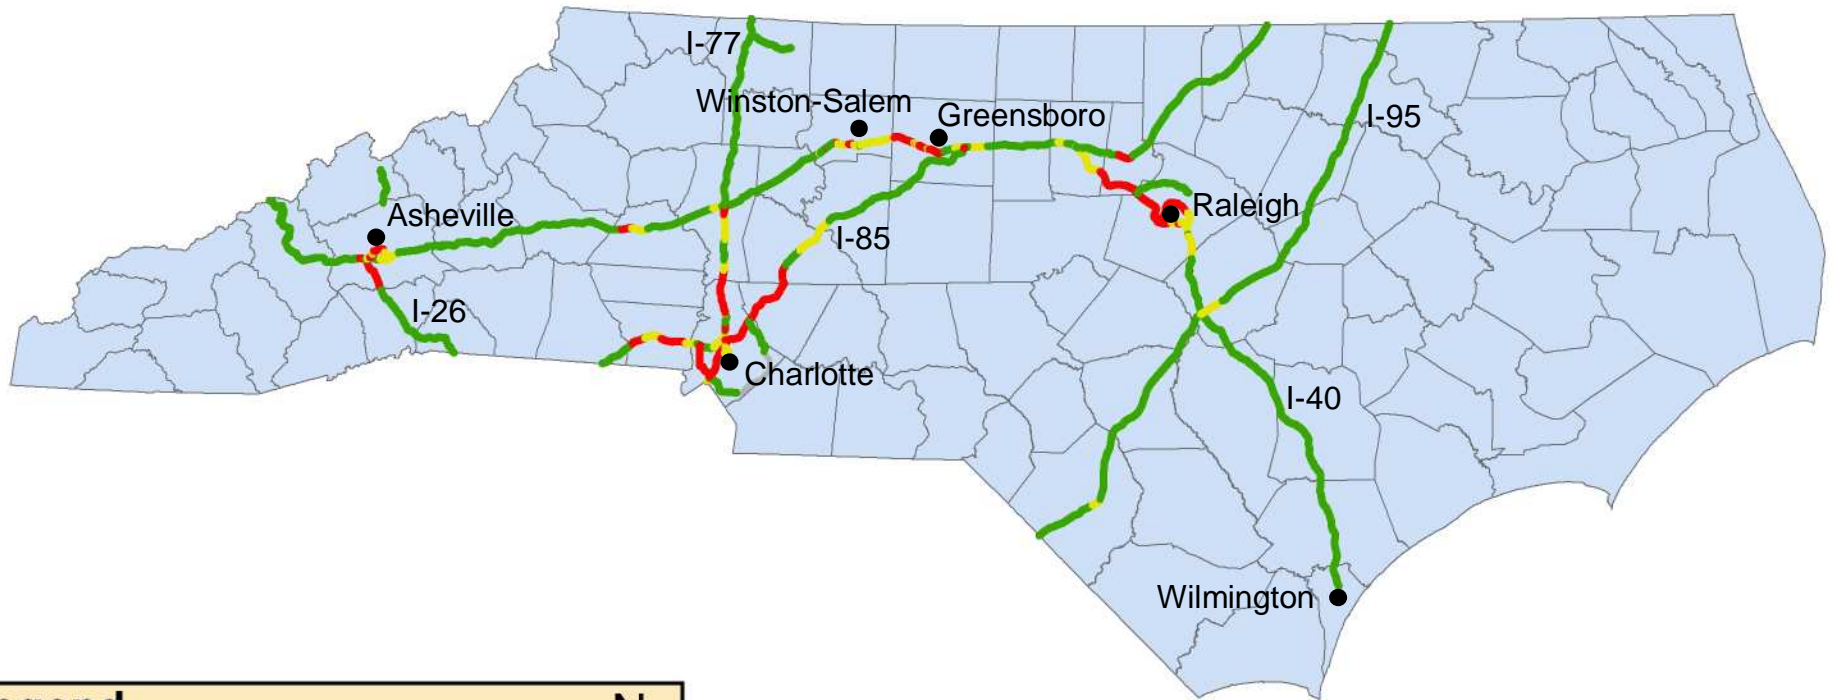 I-77
Winston-Salem
Greensboro
I-95
Asheville
Raleigh
I-85
I-26
Charlotte
I-40
Wilmington